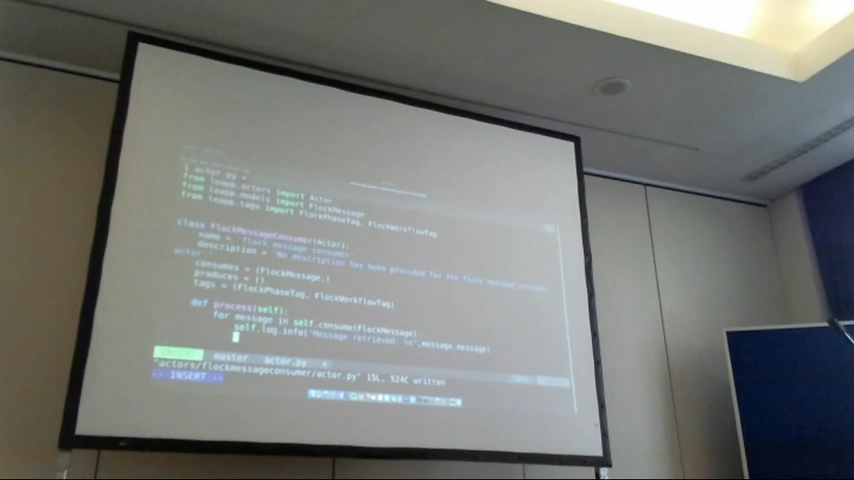 1 actor.py +
from leapp.actors import Actor
from leapp.models import FlockMessage
from leapp.tags import FlockPhaseTag, FlockWorkflowTag
class FlockMessageConsumer(Actor):
name = 'flock_message_consumer'
description = 'No description has been provided for the flock_message_consumer
actor.
consumes = (FlockMessage,)
produces = ()
tags = (FlockPhaseTag, FlockWorkflowTag)
def process(self):
for message in self.consume(FlockMessage):
self.log.info("Message retrieved: %s",message.message)
INSERT master actor.py +
"actors/flockmessageconsumer/actor.py" 15L, 524C written
-- INSERT --